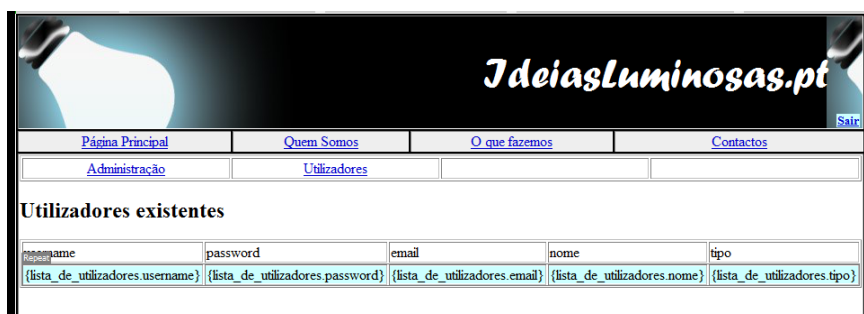 IdeiasLuminosas.pt
Sair
Página Principal Quem Somos O que fazemos Contactos
Administração Utilizadores
Utilizadores existentes
Repeat
username password email nome tipo
{lista_de_utilizadores.username} {lista_de_utilizadores.password} {lista_de_utilizadores.email} {lista_de_utilizadores.nome} {lista_de_utilizadores.tipo}